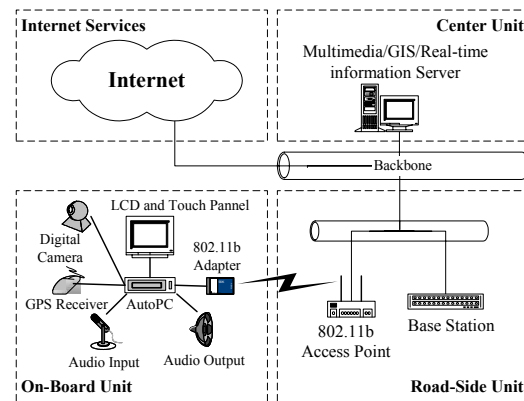 Internet Services
Internet
Center Unit
Multimedia/GIS/Real-time
information Server
Backbone
LCD and Touch Pannel
Digital
Camera
802.11b
Adapter
GPS Receiver
AutoPC
Audio Input
Audio Output
On-Board Unit
802.11b
Access Point
Base Station
Road-Side Unit